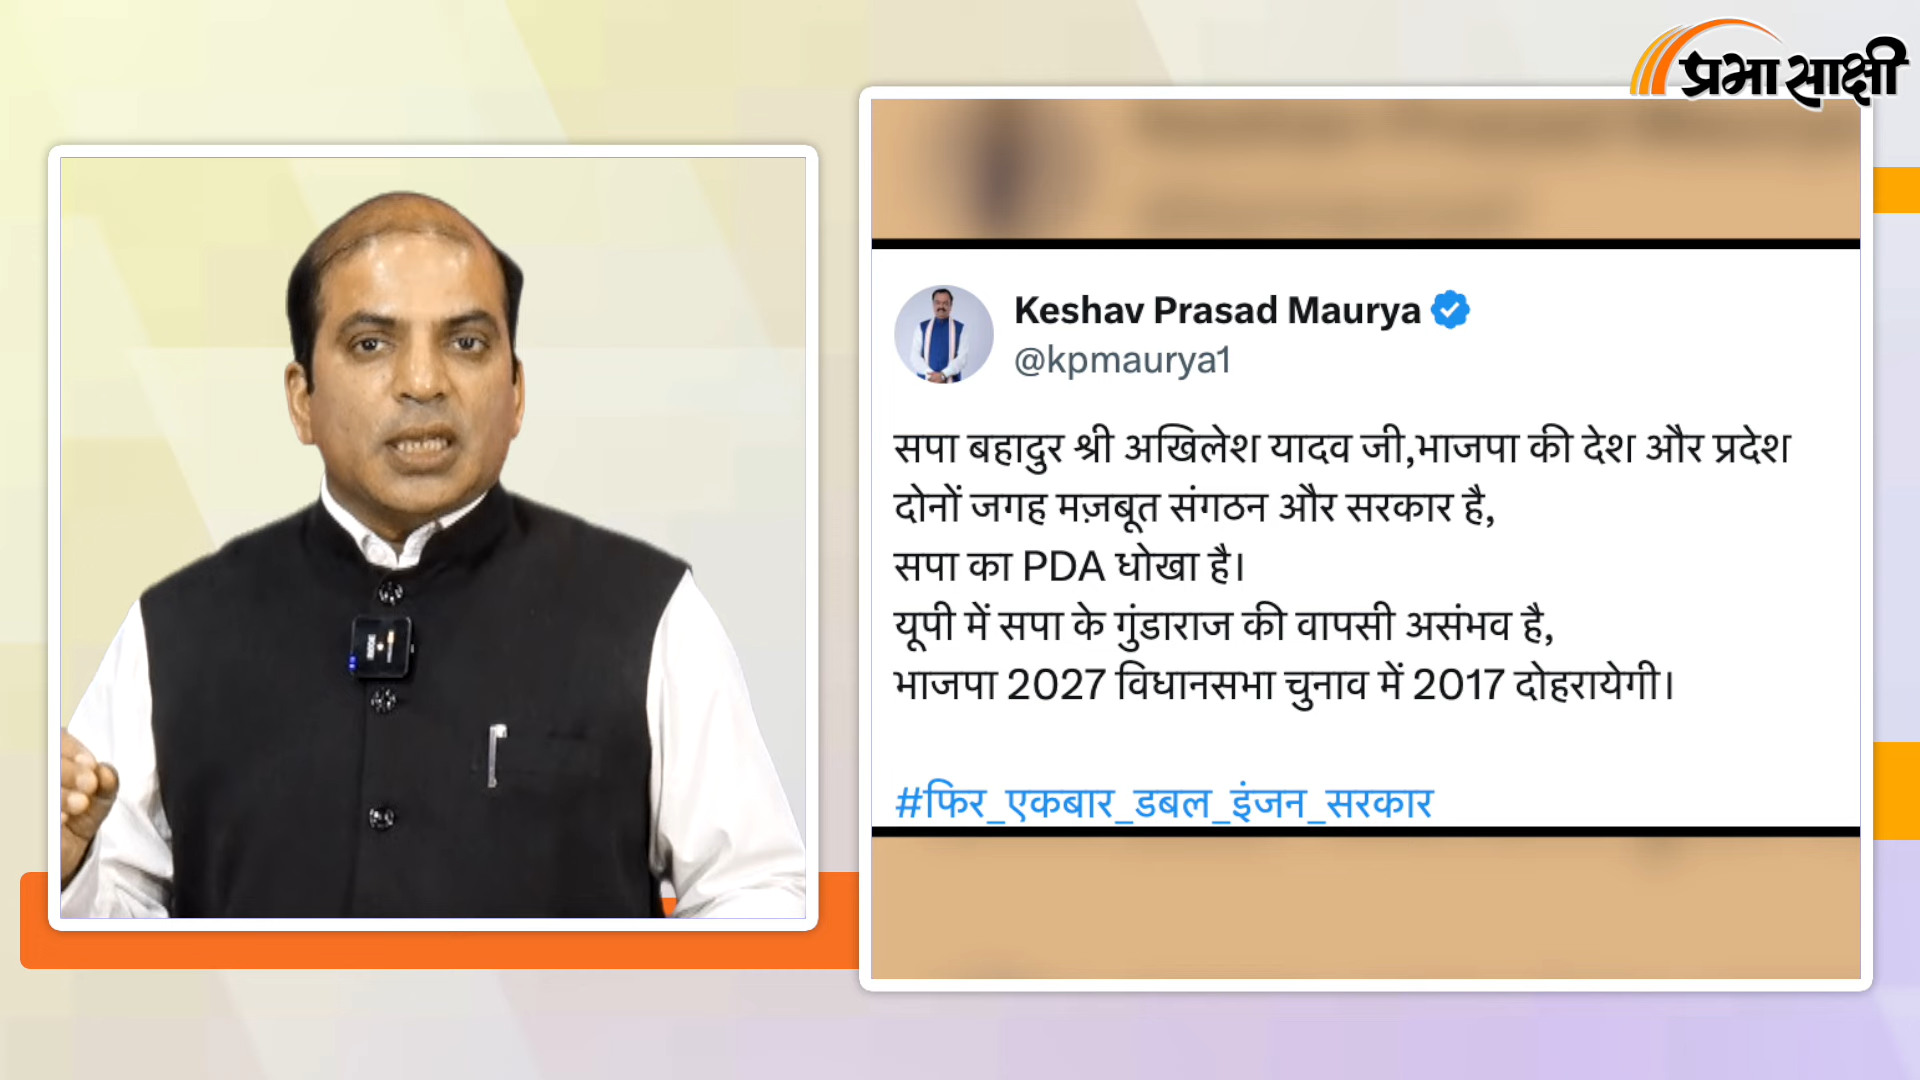 प्रभा साक्षी
Keshav Prasad Maurya
@kpmaurya1
सपा बहादुर श्री अखिलेश यादव जी,भाजपा की देश और प्रदेश
दोनों जगह मज़बूत संगठन और सरकार है,
सपा का PDA धोखा है।
यूपी में सपा के गुंडाराज की वापसी असंभव है,
भाजपा 2027 विधानसभा चुनाव में 2017 दोहरायेगी।
#फिर_एकबार_डबल_इंजन_सरकार